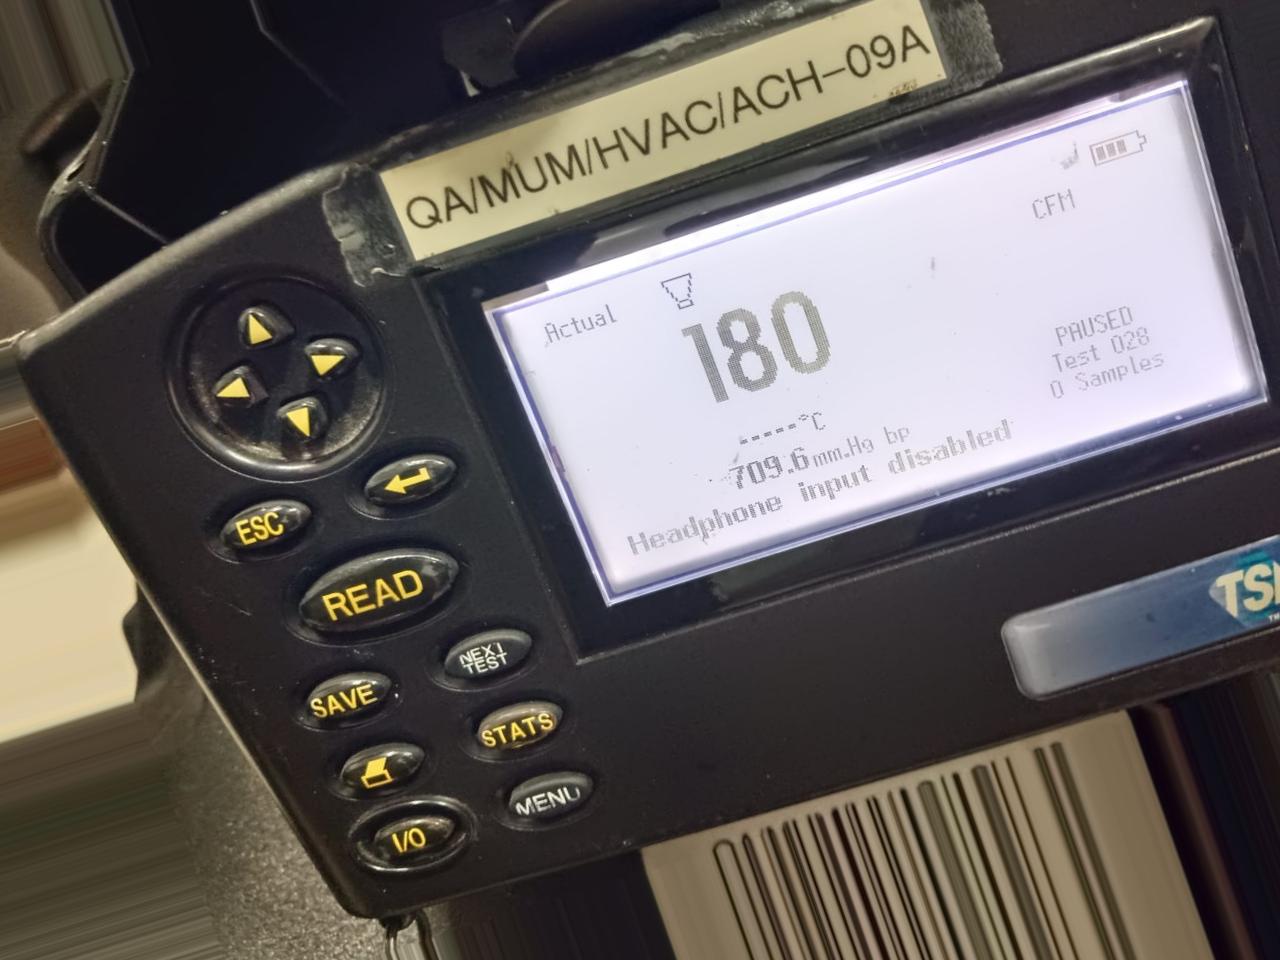 QA/MUM/HVAC/ACH-09A
CFM
Actual
180
PAUSED
Test 028
0 Samples
-----°C
709.6 mm.Hg bp
Headphone input disabled
ESC
READ
NEXT
TEST
SAVE
STATS
MENU
I/O